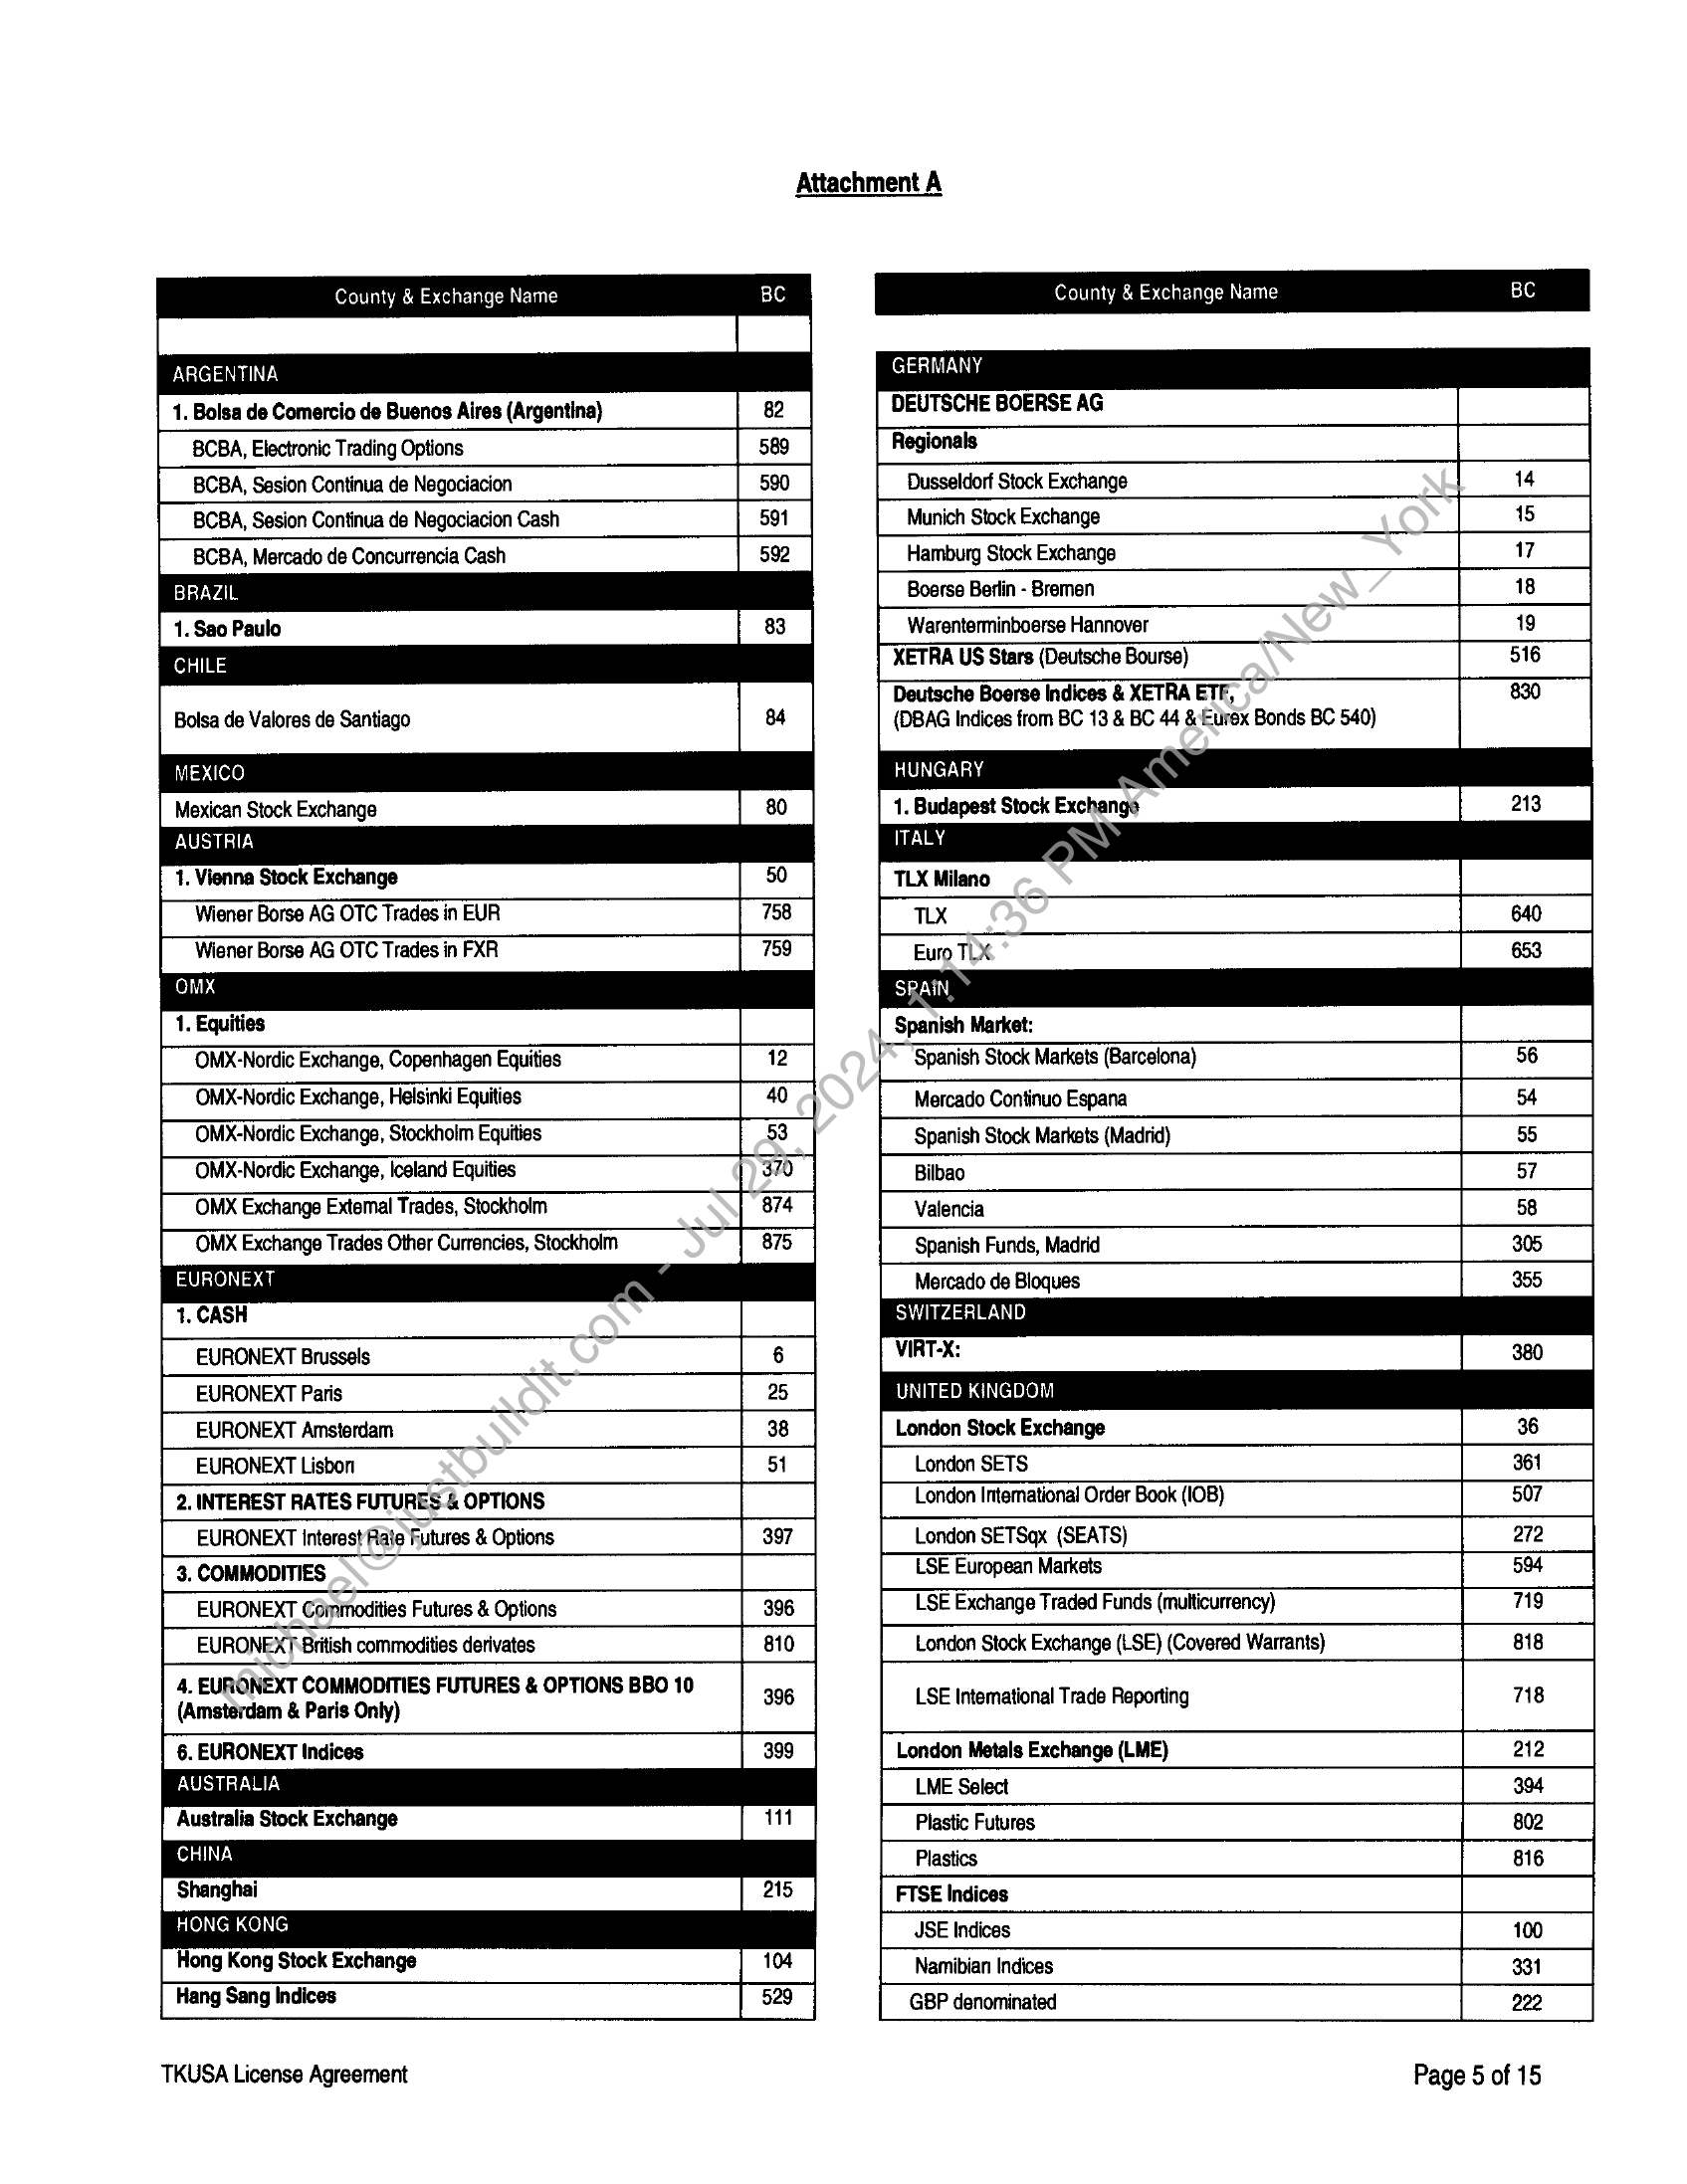 Attachment A
County & Exchange Name BC
ARGENTINA
1. Bolsa de Comercio de Buenos Aires (Argentina) 82
BCBA, Electronic Trading Options 589
BCBA, Sesion Continua de Negociacion 590
BCBA, Sesion Continua de Negociacion Cash 591
BCBA, Mercado de Concurrencia Cash 592
BRAZIL
1. Sao Paulo 83
CHILE
Bolsa de Valores de Santiago 84
MEXICO
Mexican Stock Exchange 80
AUSTRIA
1. Vienna Stock Exchange 50
Wiener Borse AG OTC Trades in EUR 758
Wiener Borse AG OTC Trades in FXR 759
OMX
1. Equities
OMX-Nordic Exchange, Copenhagen Equities 12
OMX-Nordic Exchange, Helsinki Equities 40
OMX-Nordic Exchange, Stockholm Equities 53
OMX-Nordic Exchange, Iceland Equities 370
OMX Exchange External Trades, Stockholm 874
OMX Exchange Trades Other Currencies, Stockholm 875
EURONEXT
1. CASH
EURONEXT Brussels 6
EURONEXT Paris 25
EURONEXT Amsterdam 38
EURONEXT Lisbon 51
2. INTEREST RATES FUTURES & OPTIONS
EURONEXT Interest Rate Futures & Options 397
3. COMMODITIES
EURONEXT Commodities Futures & Options 396
EURONEXT British commodities derivates 810
4. EURONEXT COMMODITIES FUTURES & OPTIONS BBO 10
(Amsterdam & Paris Only) 396
6. EURONEXT Indices 399
AUSTRALIA
Australia Stock Exchange 111
CHINA
Shanghai 215
HONG KONG
Hong Kong Stock Exchange 104
Hang Sang Indices 529
County & Exchange Name BC
GERMANY
DEUTSCHE BOERSE AG
Regionals
Dusseldorf Stock Exchange 14
Munich Stock Exchange 15
Hamburg Stock Exchange 17
Boerse Berlin - Bremen 18
Warenterminboerse Hannover 19
XETRA US Stars (Deutsche Bourse) 516
Deutsche Boerse Indices & XETRA ETF, 830
(DBAG Indices from BC 13 & BC 44 & Eurex Bonds BC 540)
HUNGARY
1. Budapest Stock Exchange 213
ITALY
TLX Milano
TLX 640
Euro TLX 653
SPAIN
Spanish Market:
Spanish Stock Markets (Barcelona) 56
Mercado Continuo Espana 54
Spanish Stock Markets (Madrid) 55
Bilbao 57
Valencia 58
Spanish Funds, Madrid 305
Mercado de Bloques 355
SWITZERLAND
VIRT-X: 380
UNITED KINGDOM
London Stock Exchange 36
London SETS 361
London International Order Book (IOB) 507
London SETSqx (SEATS) 272
LSE European Markets 594
LSE Exchange Traded Funds (multicurrency) 719
London Stock Exchange (LSE) (Covered Warrants) 818
LSE International Trade Reporting 718
London Metals Exchange (LME) 212
LME Select 394
Plastic Futures 802
Plastics 816
FTSE Indices
JSE Indices 100
Namibian Indices 331
GBP denominated 222
TKUSA License Agreement Page 5 of 15
michael@justbuildit.com - Jul 29, 2024, 1:14:36 PM America/New_York